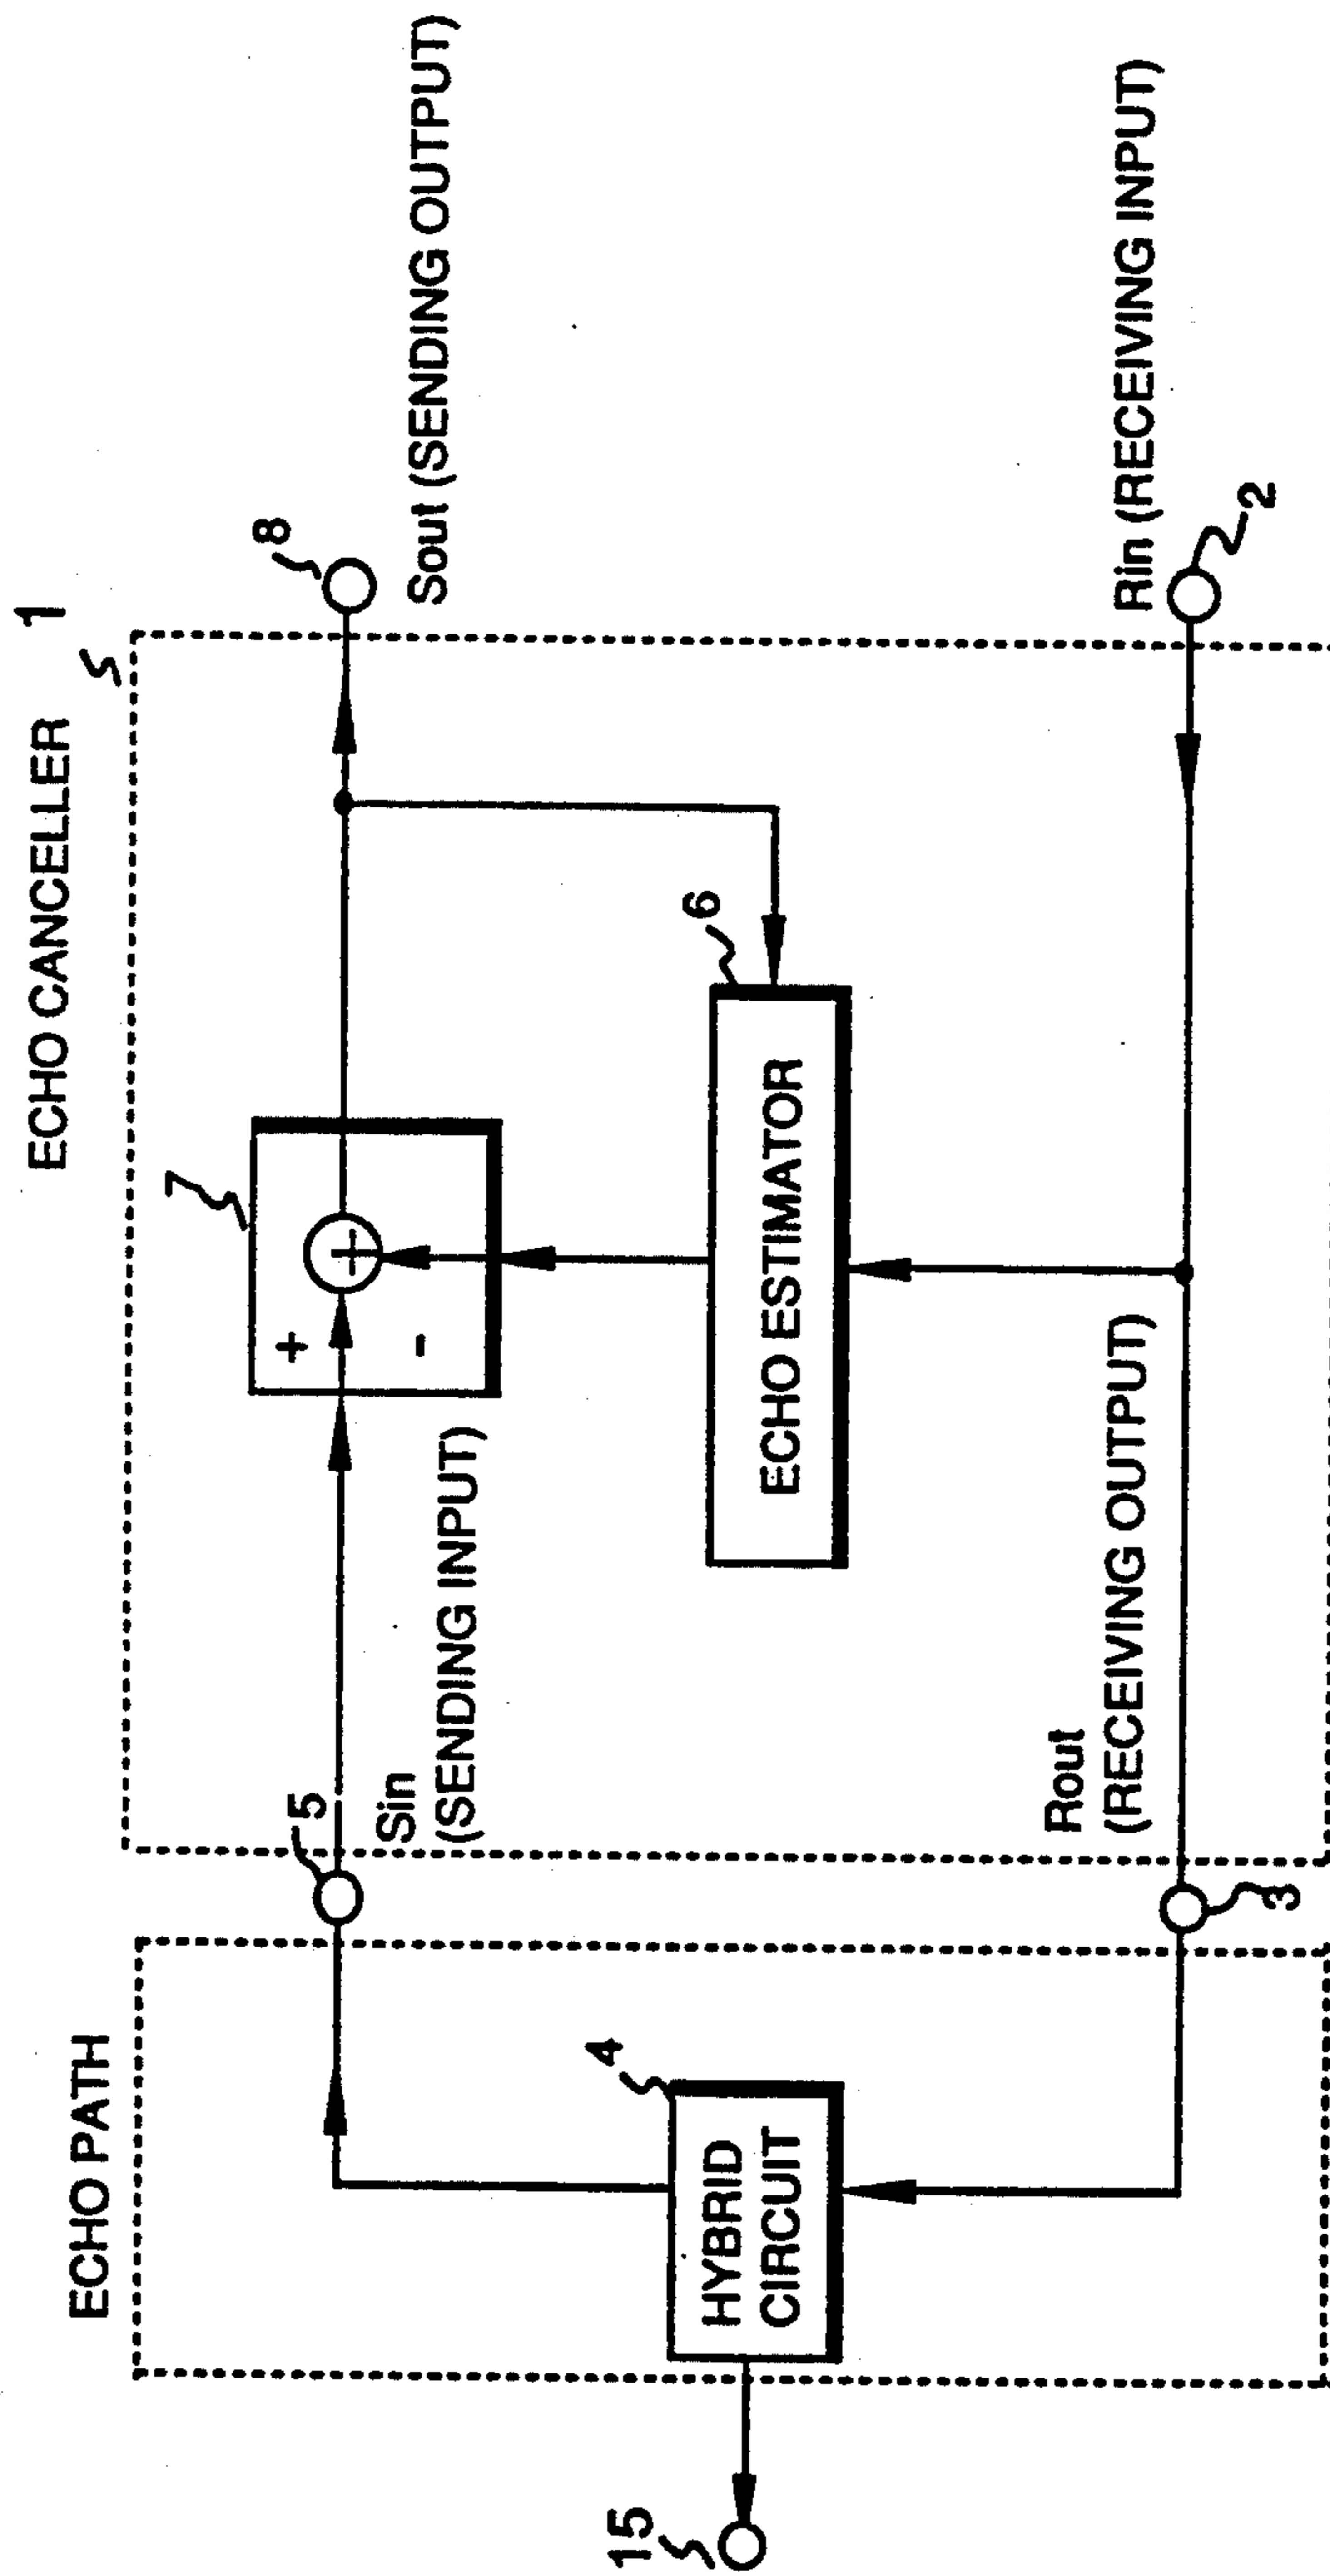 ECHO PATH
ECHO CANCELLER
1
5
Sin
(SENDING INPUT)
7
+
-
8
Sout (SENDING OUTPUT)
4
HYBRID
CIRCUIT
15
6
ECHO ESTIMATOR
Rout
(RECEIVING OUTPUT)
3
Rin (RECEIVING INPUT)
2